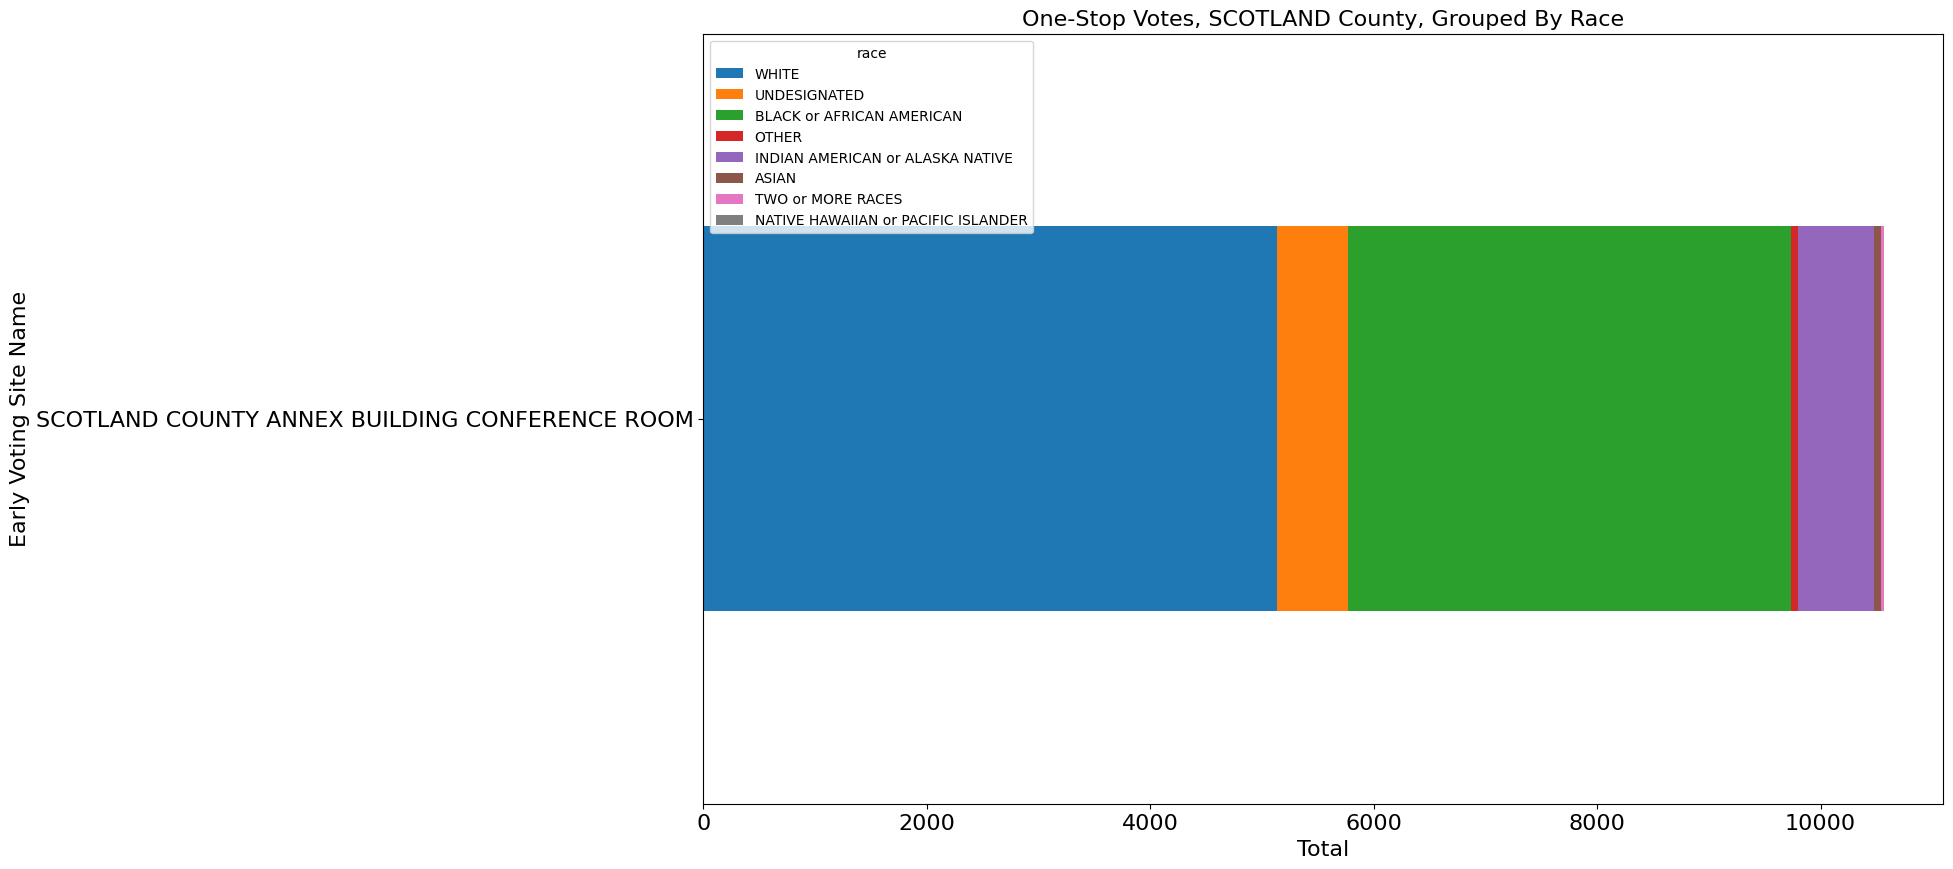 One-Stop Votes, SCOTLAND County, Grouped By Race
race
WHITE
UNDESIGNATED
BLACK or AFRICAN AMERICAN
OTHER
INDIAN AMERICAN or ALASKA NATIVE
ASIAN
TWO or MORE RACES
NATIVE HAWAIIAN or PACIFIC ISLANDER
Early Voting Site Name
SCOTLAND COUNTY ANNEX BUILDING CONFERENCE ROOM
0 2000 4000 6000 8000 10000
Total